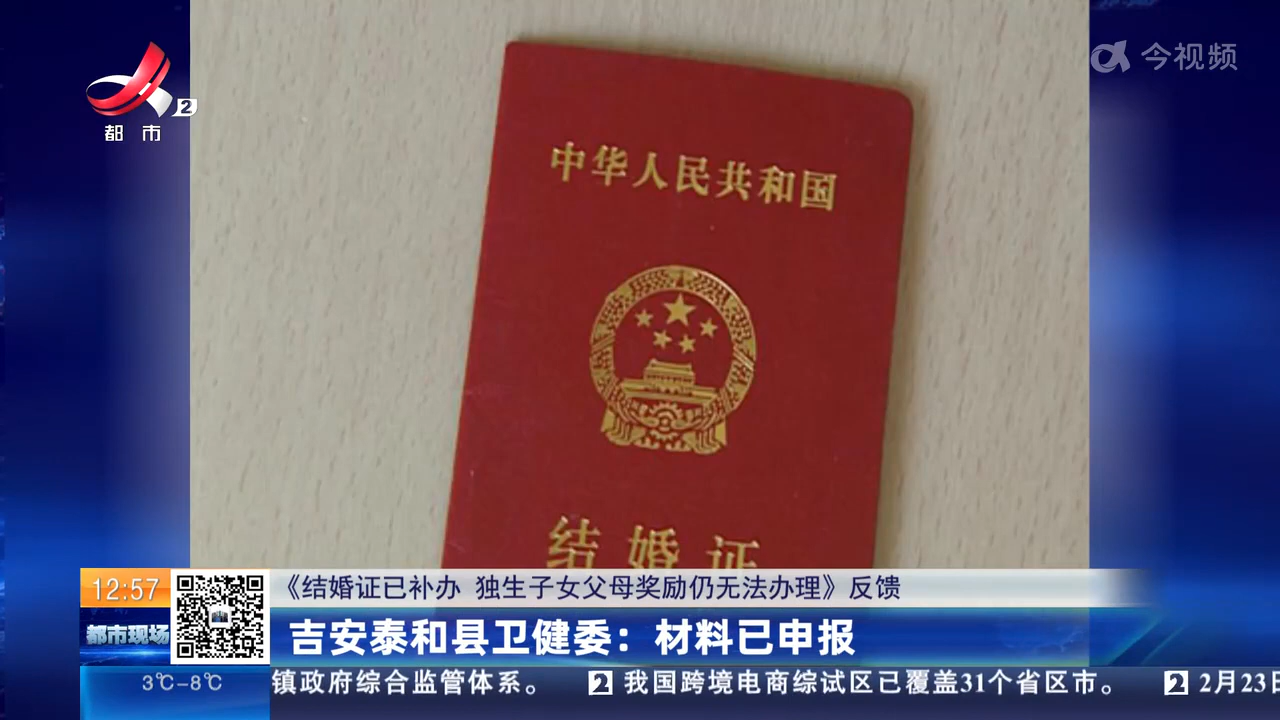 今视频
2
都 市
中华人民共和国
结婚证
12:57
《结婚证已补办 独生子女父母奖励仍无法办理》反馈
都市现场
吉安泰和县卫健委：材料已申报
3℃-8℃
镇政府综合监管体系。 2 我国跨境电商综试区已覆盖31个省区市。 2 2月23日